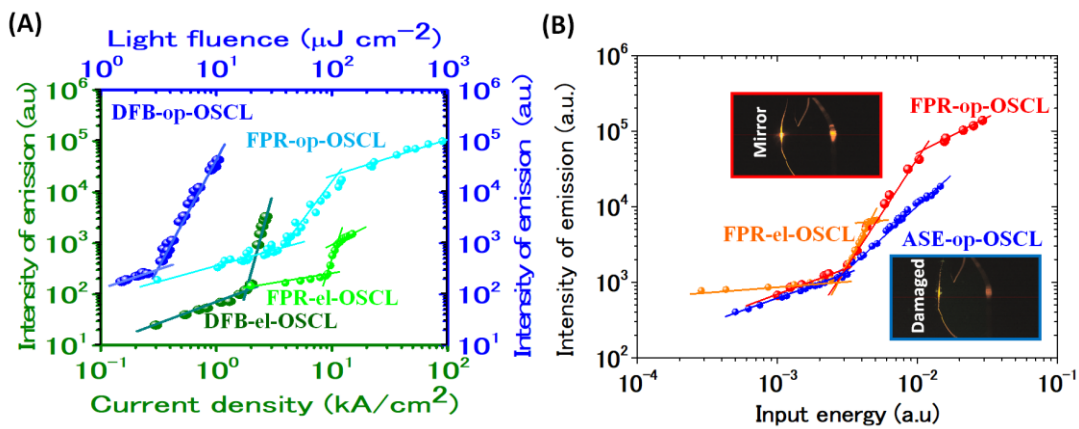 (A)
Light fluence (μJ cm⁻²)
10⁰ 10¹ 10² 10³
Intensity of emission (au)
10⁶
10⁵
10⁴
10³
10²
10¹
DFB-op-OSCL
FPR-op-OSCL
FPR-el-OSCL
DFB-el-OSCL
10⁶
10⁵
10⁴
10³
10²
10¹
Intensity of emission (au)
10⁻¹ 10⁰ 10¹ 10²
Current density (kA/cm²)
(B)
Intensity of emission (a.u.)
10⁶
10⁵
10⁴
10³
10²
Mirror
FPR-op-OSCL
FPR-el-OSCL
ASE-op-OSCL
Damaged
10⁻⁴ 10⁻³ 10⁻² 10⁻¹
Input energy (a.u)